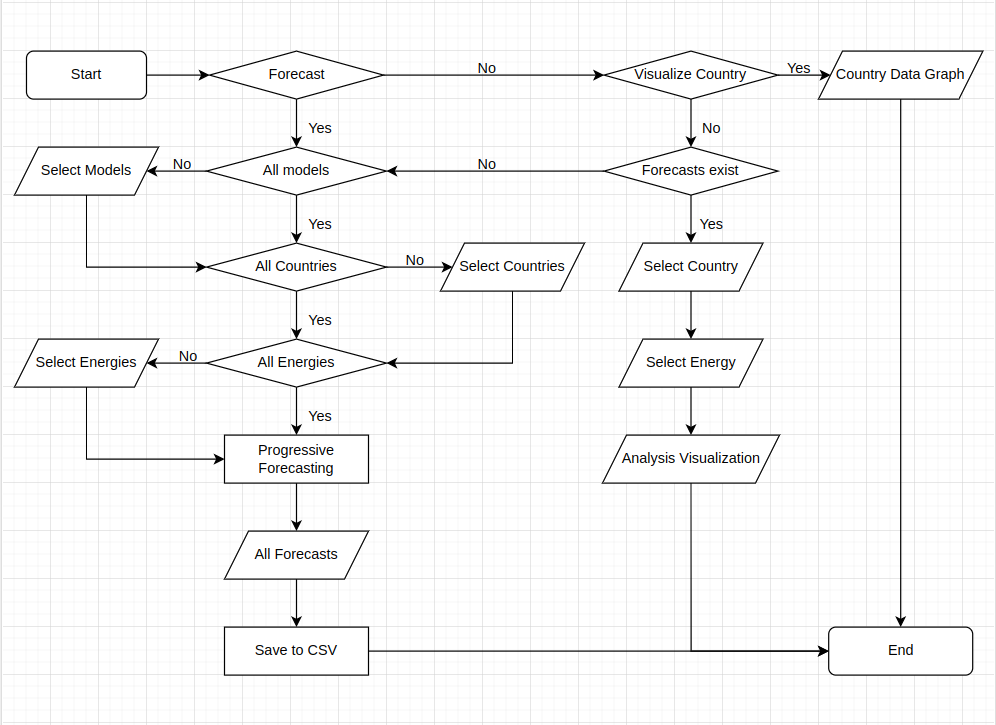 Start
Forecast
No
Visualize Country
Yes
Country Data Graph
Yes
No
Select Models
No
All models
No
Forecasts exist
Yes
Yes
All Countries
No
Select Countries
Select Country
Yes
Select Energies
No
All Energies
Select Energy
Yes
Progressive
Forecasting
Analysis Visualization
All Forecasts
Save to CSV
End